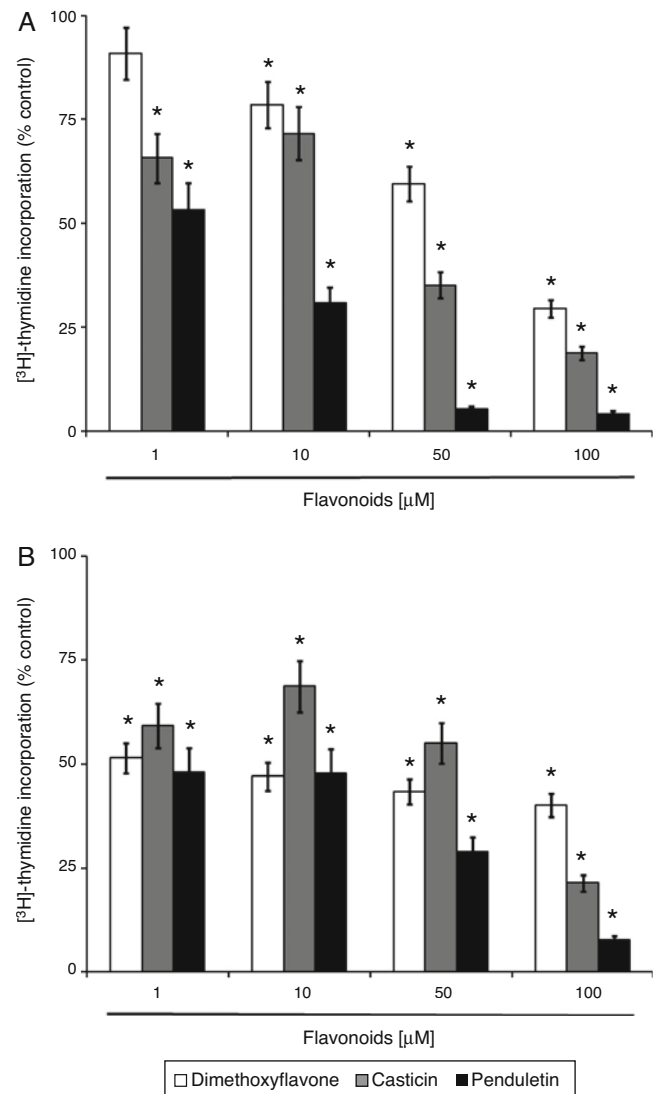 A
[³H]-thymidine incorporation (% control)
100
75
50
25
0
* * * * * * * * * * *
1 10 50 100
Flavonoids [μM]
B
[³H]-thymidine incorporation (% control)
100
75
50
25
0
* * * * * * * * * * * *
1 10 50 100
Flavonoids [μM]
Dimethoxyflavone Casticin Penduletin